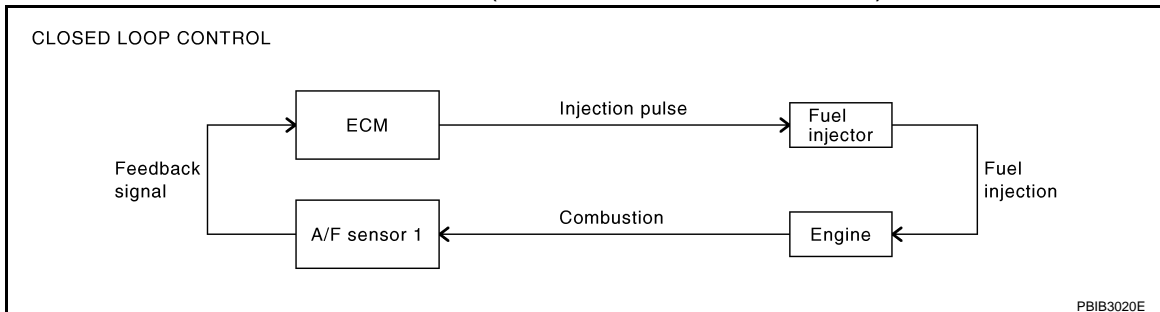 CLOSED LOOP CONTROL
ECM
Injection pulse
Fuel
injector
Feedback
signal
Fuel
injection
A/F sensor 1
Combustion
Engine
PBIB3020E